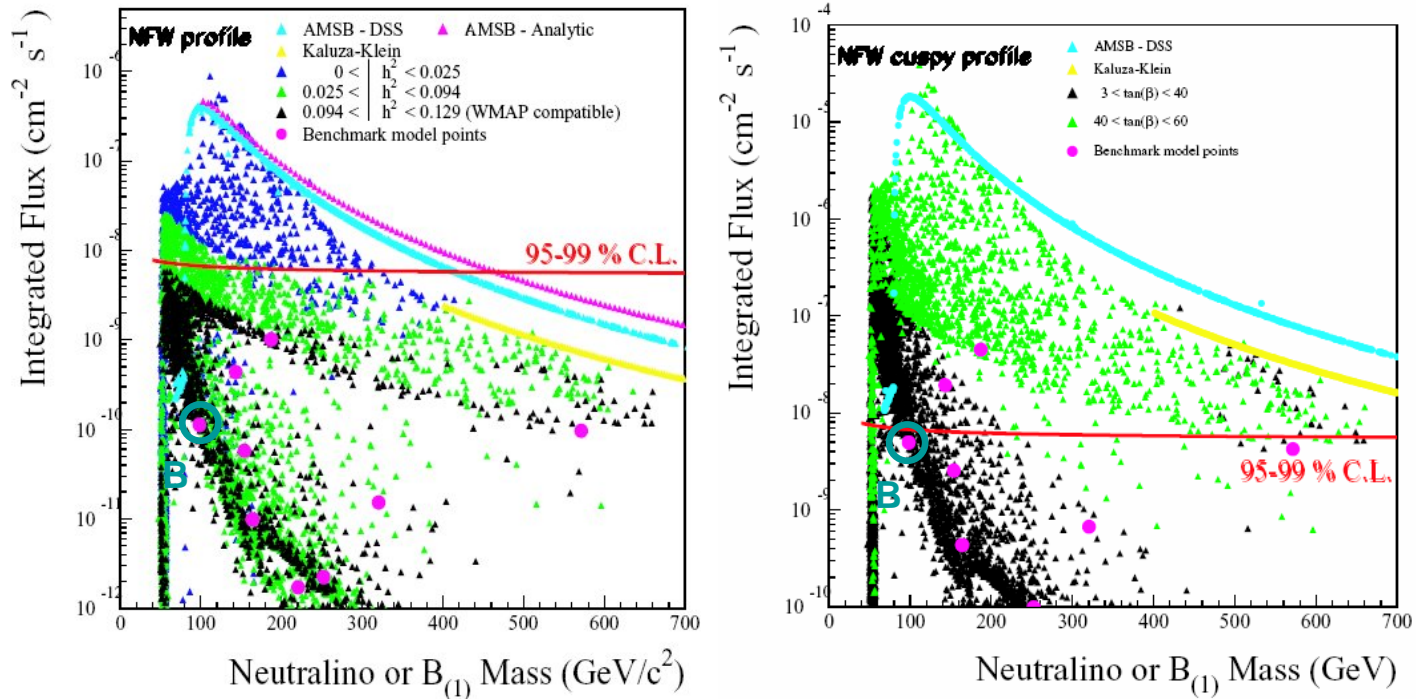 NFW profile
AMSB - DSS
AMSB - Analytic
Kaluza-Klein
0 < | h² < 0.025
0.025 < | h² < 0.094
0.094 < | h² < 0.129 (WMAP compatible)
Benchmark model points
Integrated Flux (cm⁻² s⁻¹)
10⁻⁶
10⁻⁷
10⁻⁸
10⁻⁹
10⁻¹⁰
10⁻¹¹
10⁻¹²
95-99 % C.L.
B
0 100 200 300 400 500 600 700
Neutralino or B₍₁₎ Mass (GeV/c²)
NFW cuspy profile
AMSB - DSS
Kaluza-Klein
3 < tan(β) < 40
40 < tan(β) < 60
Benchmark model points
Integrated Flux (cm⁻² s⁻¹)
10⁻⁴
10⁻⁵
10⁻⁶
10⁻⁷
10⁻⁸
10⁻⁹
10⁻¹⁰
95-99 % C.L.
B
0 100 200 300 400 500 600 700
Neutralino or B₍₁₎ Mass (GeV)